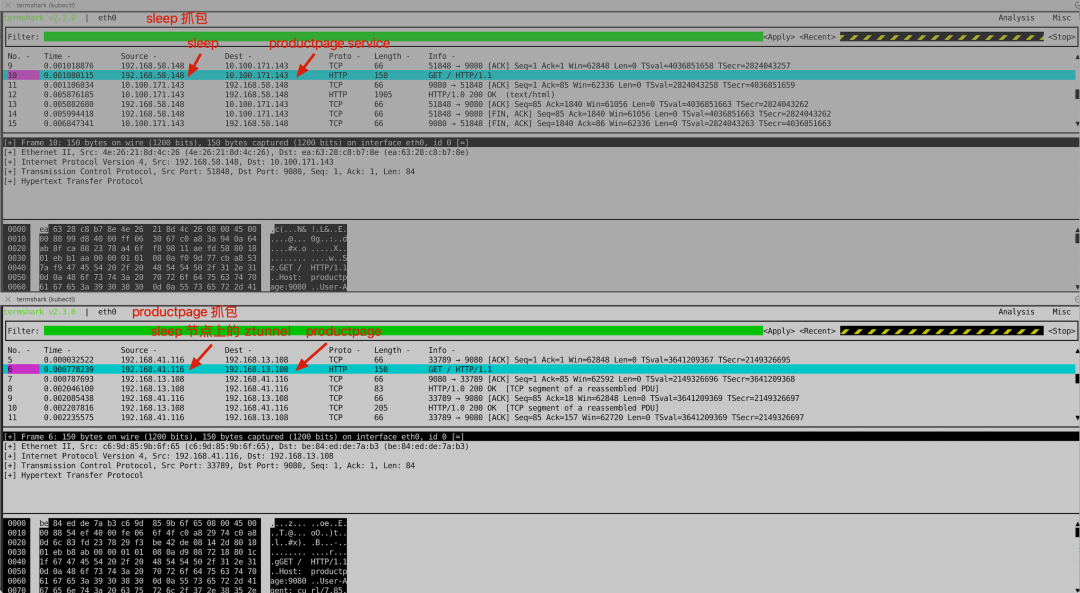 termshark (kubectl)
termshark v2.3.0 | eth0
sleep 抓包
Analysis Misc
Filter: <Apply> <Recent> <Stop>
sleep
productpage service
No. - Time - Source - Dest - Proto - Length - Info -
9 0.001018876 192.168.58.148 10.100.171.143 TCP 66 51848 → 9080 [ACK] Seq=1 Ack=1 Win=62848 Len=0 TSval=4036851658 TSecr=2824043257
10 0.001080115 192.168.58.148 10.100.171.143 HTTP 150 GET / HTTP/1.1
11 0.001106034 10.100.171.143 192.168.58.148 TCP 66 9080 → 51848 [ACK] Seq=1 Ack=85 Win=62336 Len=0 TSval=2824043258 TSecr=4036851659
12 0.005876185 10.100.171.143 192.168.58.148 HTTP 1905 HTTP/1.0 200 OK (text/html)
13 0.005882680 192.168.58.148 10.100.171.143 TCP 66 51848 → 9080 [ACK] Seq=85 Ack=1840 Win=61056 Len=0 TSval=4036851663 TSecr=2824043262
14 0.005994418 192.168.58.148 10.100.171.143 TCP 66 51848 → 9080 [FIN, ACK] Seq=85 Ack=1840 Win=61056 Len=0 TSval=4036851663 TSecr=2824043262
15 0.006847341 10.100.171.143 192.168.58.148 TCP 66 9080 → 51848 [FIN, ACK] Seq=1840 Ack=86 Win=62336 Len=0 TSval=2824043263 TSecr=4036851663
[+] Frame 10: 150 bytes on wire (1200 bits), 150 bytes captured (1200 bits) on interface eth0, id 0 [=]
[+] Ethernet II, Src: 4e:26:21:8d:4c:26 (4e:26:21:8d:4c:26), Dst: ea:63:28:c8:b7:8e (ea:63:28:c8:b7:8e)
[+] Internet Protocol Version 4, Src: 192.168.58.148, Dst: 10.100.171.143
[+] Transmission Control Protocol, Src Port: 51848, Dst Port: 9080, Seq: 1, Ack: 1, Len: 84
[+] Hypertext Transfer Protocol
0000 ea 63 28 c8 b7 8e 4e 26 21 8d 4c 26 08 00 45 00 .c(...N& !.L&..E.
0010 00 88 99 d8 40 00 ff 06 30 67 c0 a8 3a 94 0a 64 ....@... 0g..:..d
0020 ab 8f ca 88 23 78 a4 6f f8 98 11 ae fd 58 80 18 ....#x.o .....X..
0030 01 eb b1 aa 00 00 01 01 08 0a f0 9d 77 cb a8 53 ........ ....w..S
0040 7a f9 47 45 54 20 2f 20 48 54 54 50 2f 31 2e 31 z.GET / HTTP/1.1
0050 0d 0a 48 6f 73 74 3a 20 70 72 6f 64 75 63 74 70 ..Host: productp
0060 61 67 65 3a 39 30 38 30 0d 0a 55 73 65 72 2d 41 age:9080 ..User-A
termshark (kubectl)
termshark v2.3.0 | eth0
productpage 抓包
Analysis Misc
Filter: <Apply> <Recent> <Stop>
sleep 节点上的 ztunnel
productpage
No. - Time - Source - Dest - Proto - Length - Info -
5 0.000032522 192.168.41.116 192.168.13.108 TCP 66 33789 → 9080 [ACK] Seq=1 Ack=1 Win=62848 Len=0 TSval=3641209367 TSecr=2149326695
6 0.000778239 192.168.41.116 192.168.13.108 HTTP 150 GET / HTTP/1.1
7 0.000787693 192.168.13.108 192.168.41.116 TCP 66 9080 → 33789 [ACK] Seq=1 Ack=85 Win=62592 Len=0 TSval=2149326696 TSecr=3641209368
8 0.002046100 192.168.13.108 192.168.41.116 TCP 83 HTTP/1.0 200 OK [TCP segment of a reassembled PDU]
9 0.002085438 192.168.41.116 192.168.13.108 TCP 66 33789 → 9080 [ACK] Seq=85 Ack=18 Win=62848 Len=0 TSval=3641209369 TSecr=2149326697
10 0.002207816 192.168.13.108 192.168.41.116 TCP 205 HTTP/1.0 200 OK [TCP segment of a reassembled PDU]
11 0.002235575 192.168.41.116 192.168.13.108 TCP 66 33789 → 9080 [ACK] Seq=85 Ack=157 Win=62720 Len=0 TSval=3641209369 TSecr=2149326697
[+] Frame 6: 150 bytes on wire (1200 bits), 150 bytes captured (1200 bits) on interface eth0, id 0 [=]
[+] Ethernet II, Src: c6:9d:85:9b:6f:65 (c6:9d:85:9b:6f:65), Dst: be:84:ed:de:7a:b3 (be:84:ed:de:7a:b3)
[+] Internet Protocol Version 4, Src: 192.168.41.116, Dst: 192.168.13.108
[+] Transmission Control Protocol, Src Port: 33789, Dst Port: 9080, Seq: 1, Ack: 1, Len: 84
[+] Hypertext Transfer Protocol
0000 be 84 ed de 7a b3 c6 9d 85 9b 6f 65 08 00 45 00 ....z... ..oe..E.
0010 00 88 54 ef 40 00 fe 06 6f 4f c0 a8 29 74 c0 a8 ..T.@... oO..)t..
0020 0d 6c 83 fd 23 78 29 f3 be 42 de 08 14 2d 80 18 .l..#x). .B...-..
0030 01 eb b8 ab 00 00 01 01 08 0a d9 08 72 18 80 1c ........ ....r...
0040 1f 67 47 45 54 20 2f 20 48 54 54 50 2f 31 2e 31 .gGET / HTTP/1.1
0050 0d 0a 48 6f 73 74 3a 20 70 72 6f 64 75 63 74 70 ..Host: productp
0060 61 67 65 3a 39 30 38 30 0d 0a 55 73 65 72 2d 41 age:9080 ..User-A
0070 67 65 6e 74 3a 20 63 75 72 6c 2f 37 2e 38 35 2e gent: cu rl/7.85.